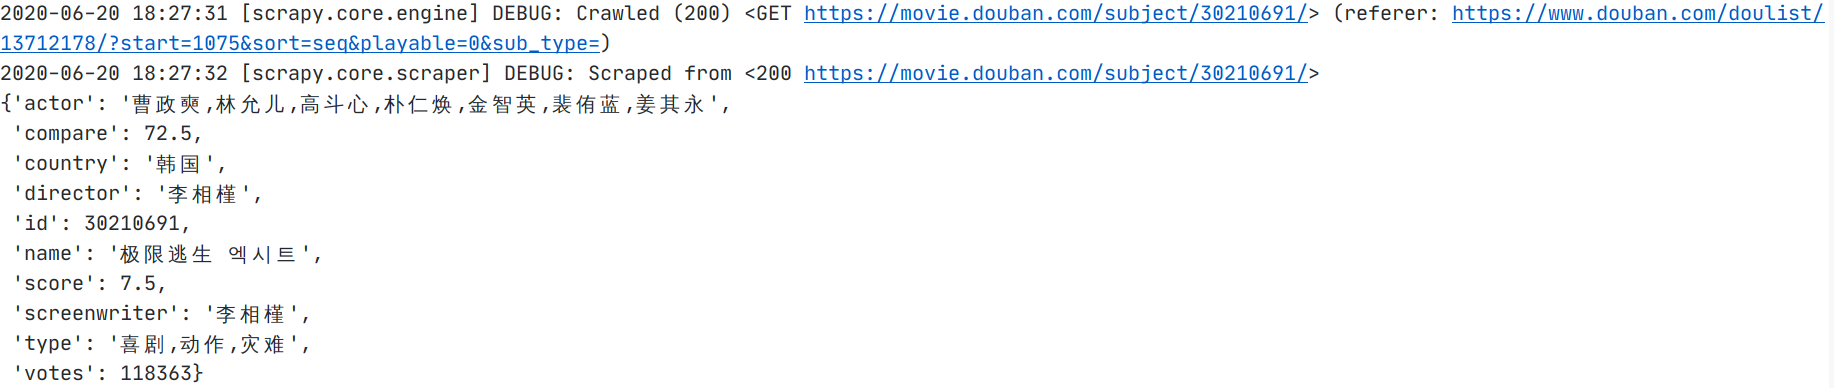 2020-06-20 18:27:31 [scrapy.core.engine] DEBUG: Crawled (200) <GET https://movie.douban.com/subject/30210691/> (referer: https://www.douban.com/doulist/
13712178/?start=1075&sort=seq&playable=0&sub_type=)
2020-06-20 18:27:32 [scrapy.core.scraper] DEBUG: Scraped from <200 https://movie.douban.com/subject/30210691/>
{'actor': '曹政奭,林允儿,高斗心,朴仁焕,金智英,裴侑蓝,姜其永',
 'compare': 72.5,
 'country': '韩国',
 'director': '李相槿',
 'id': 30210691,
 'name': '极限逃生 엑시트',
 'score': 7.5,
 'screenwriter': '李相槿',
 'type': '喜剧,动作,灾难',
 'votes': 118363}